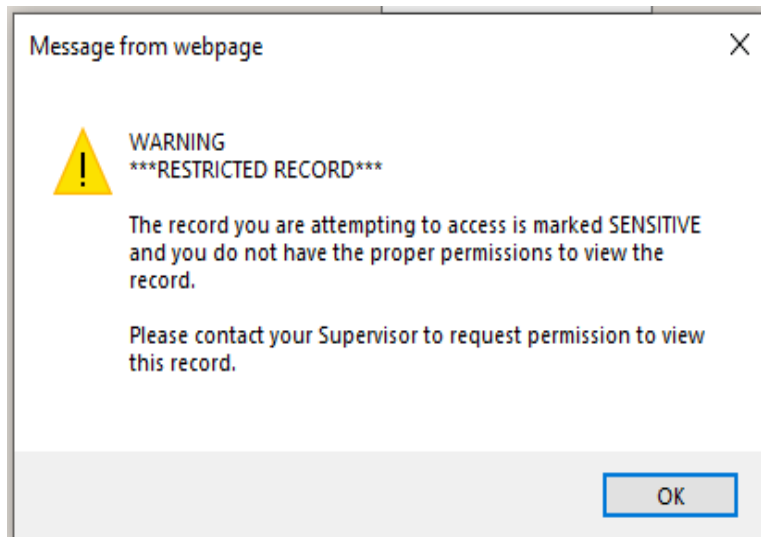 Message from webpage
WARNING
***RESTRICTED RECORD***
The record you are attempting to access is marked SENSITIVE
and you do not have the proper permissions to view the
record.
Please contact your Supervisor to request permission to view
this record.
OK